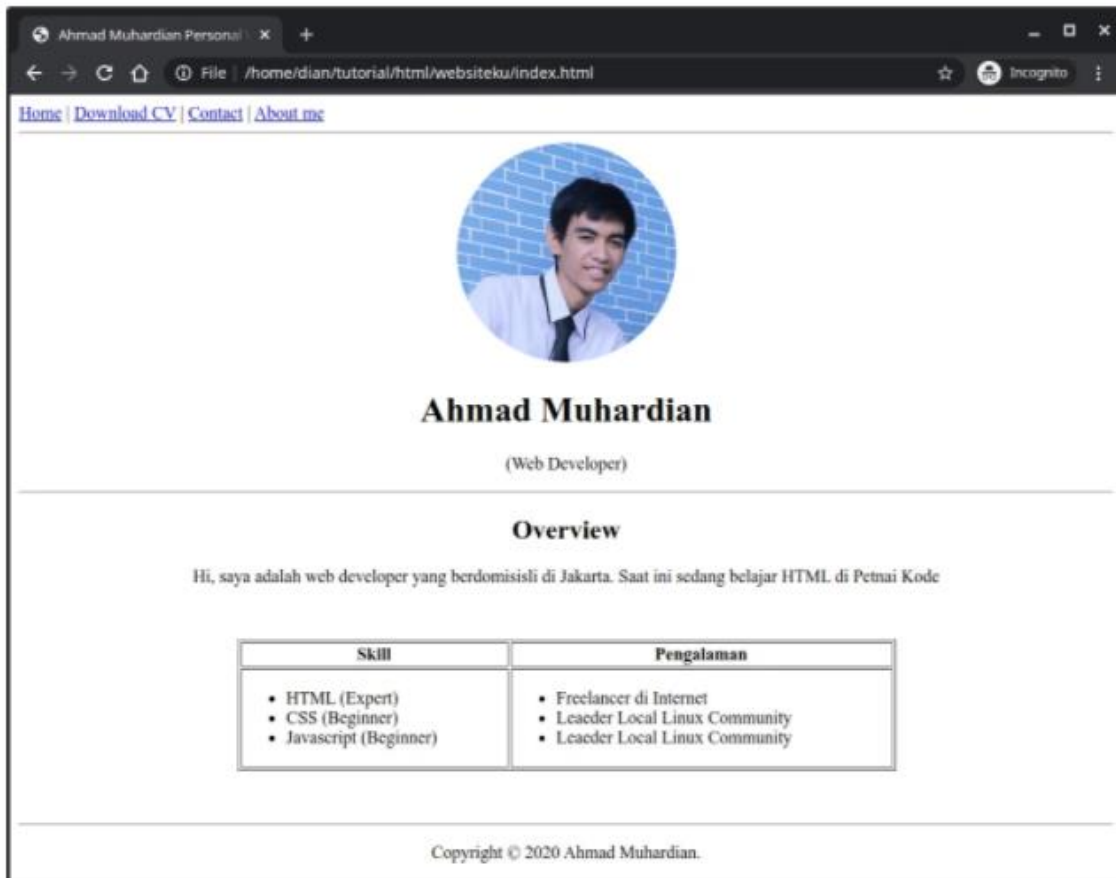 Ahmad Muhardian Personal
File | /home/dian/tutorial/html/websiteku/index.html
Incognito
Home | Download CV | Contact | About me
Ahmad Muhardian
(Web Developer)
Overview
Hi, saya adalah web developer yang berdomisisli di Jakarta. Saat ini sedang belajar HTML di Petnai Kode
Skill
Pengalaman
• HTML (Expert)
• CSS (Beginner)
• Javascript (Beginner)
• Freelancer di Internet
• Leaeder Local Linux Community
• Leaeder Local Linux Community
Copyright © 2020 Ahmad Muhardian.